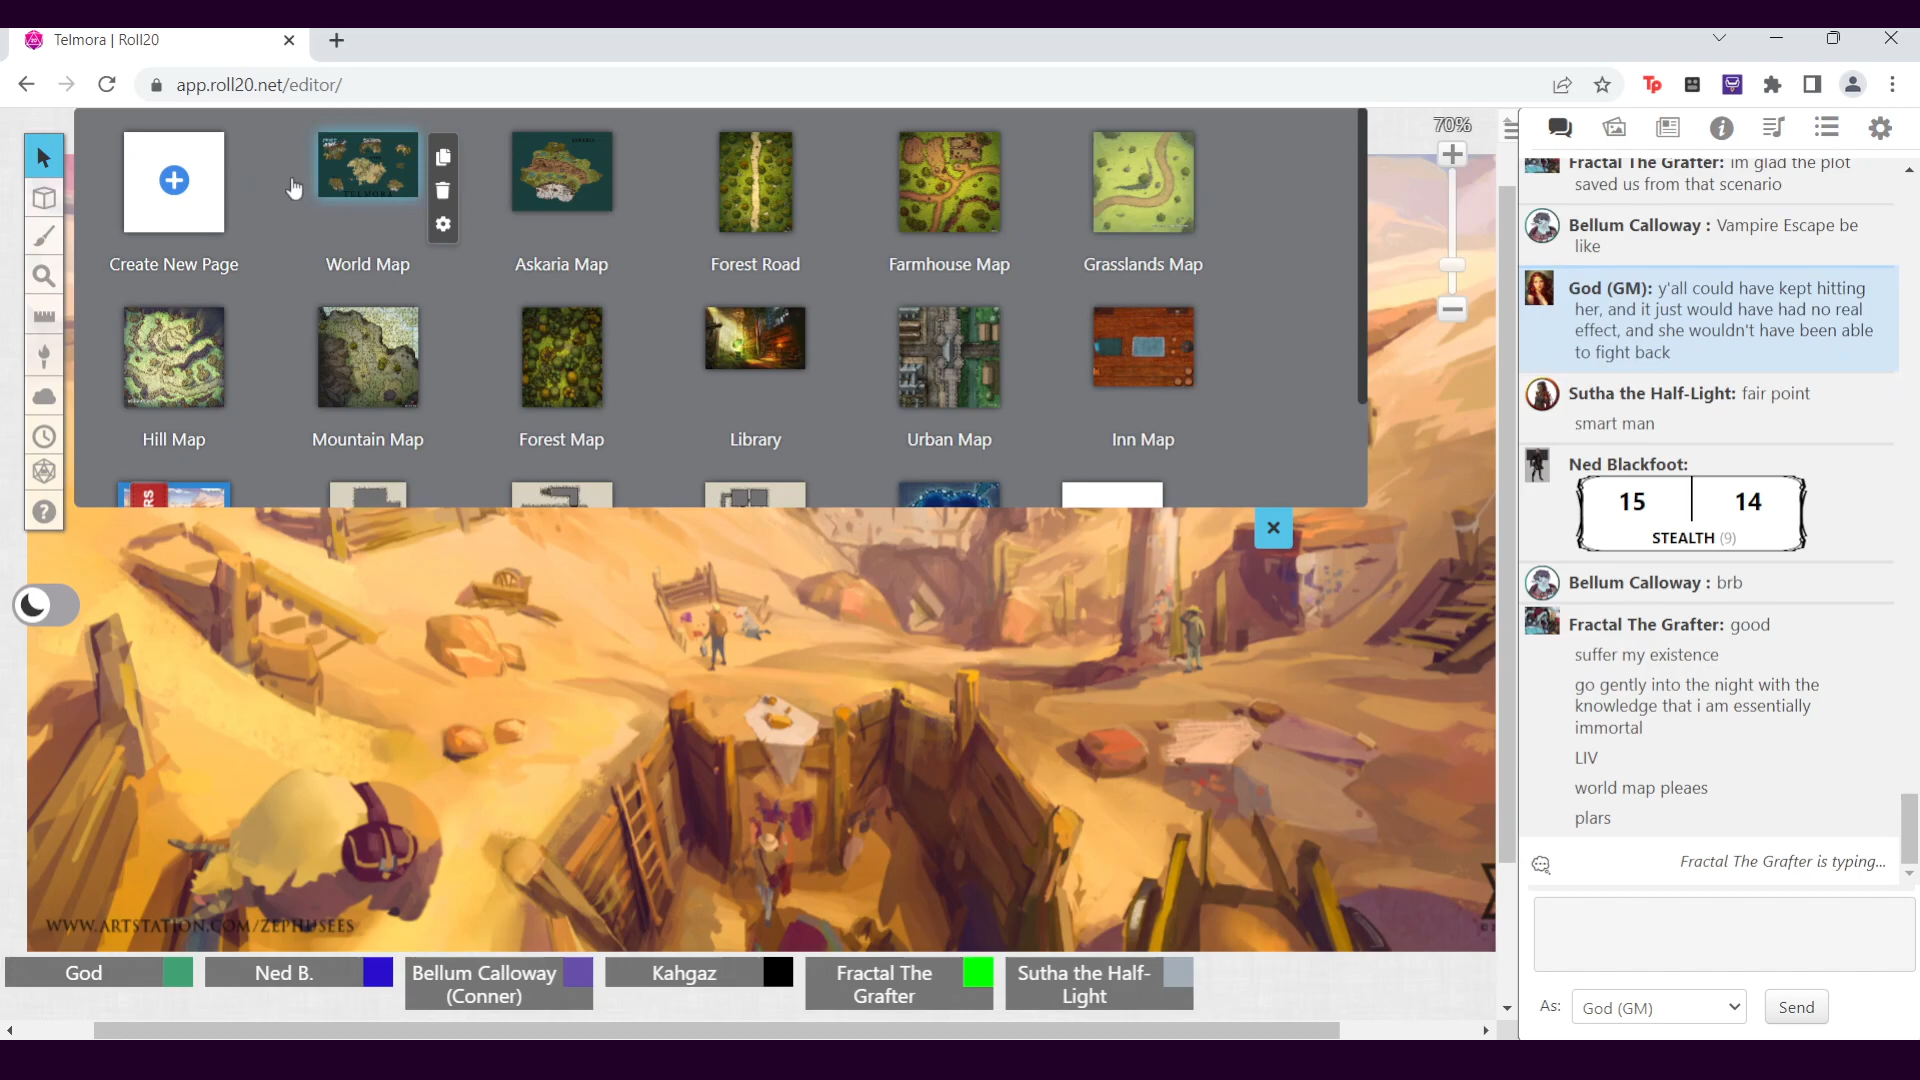 Telmora | Roll20
app.roll20.net/editor/
70%
Create New Page
World Map
Askaria Map
Forest Road
Farmhouse Map
Grasslands Map
TELMORA
Hill Map
Mountain Map
Forest Map
Library
Urban Map
Inn Map
WWW.ARTSTATION.COM/ZEPHUSEES
God
Ned B.
Bellum Calloway
(Conner)
Kahgaz
Fractal The
Grafter
Sutha the Half-
Light
Fractal The Grafter: im glad the plot
saved us from that scenario
Bellum Calloway : Vampire Escape be
like
God (GM): y'all could have kept hitting
her, and it just would have had no real
effect, and she wouldn't have been able
to fight back
Sutha the Half-Light: fair point
smart man
Ned Blackfoot:
15 14
STEALTH (9)
Bellum Calloway : brb
Fractal The Grafter: good
suffer my existence
go gently into the night with the
knowledge that i am essentially
immortal
LIV
world map pleaes
plars
Fractal The Grafter is typing...
As: God (GM) Send